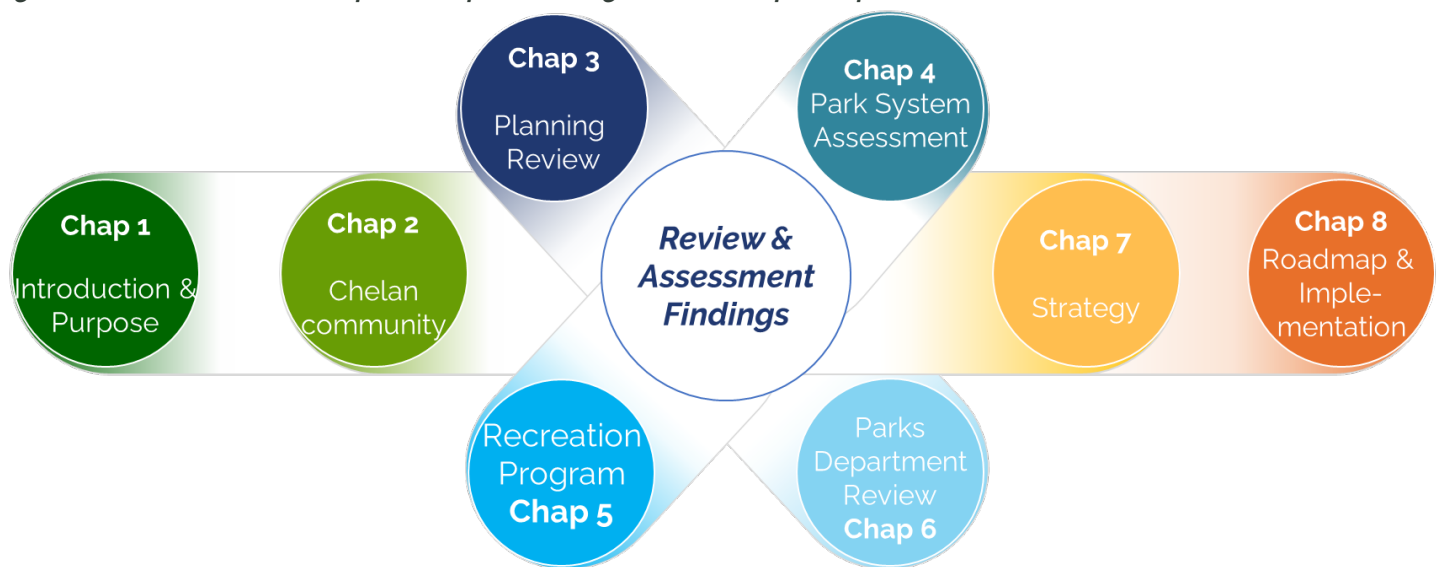 Chap 1
Introduction &
Purpose
Chap 2
Chelan
community
Chap 3
Planning
Review
Chap 4
Park System
Assessment
Review &
Assessment
Findings
Recreation
Program
Chap 5
Parks
Department
Review
Chap 6
Chap 7
Strategy
Chap 8
Roadmap &
Imple-
mentation